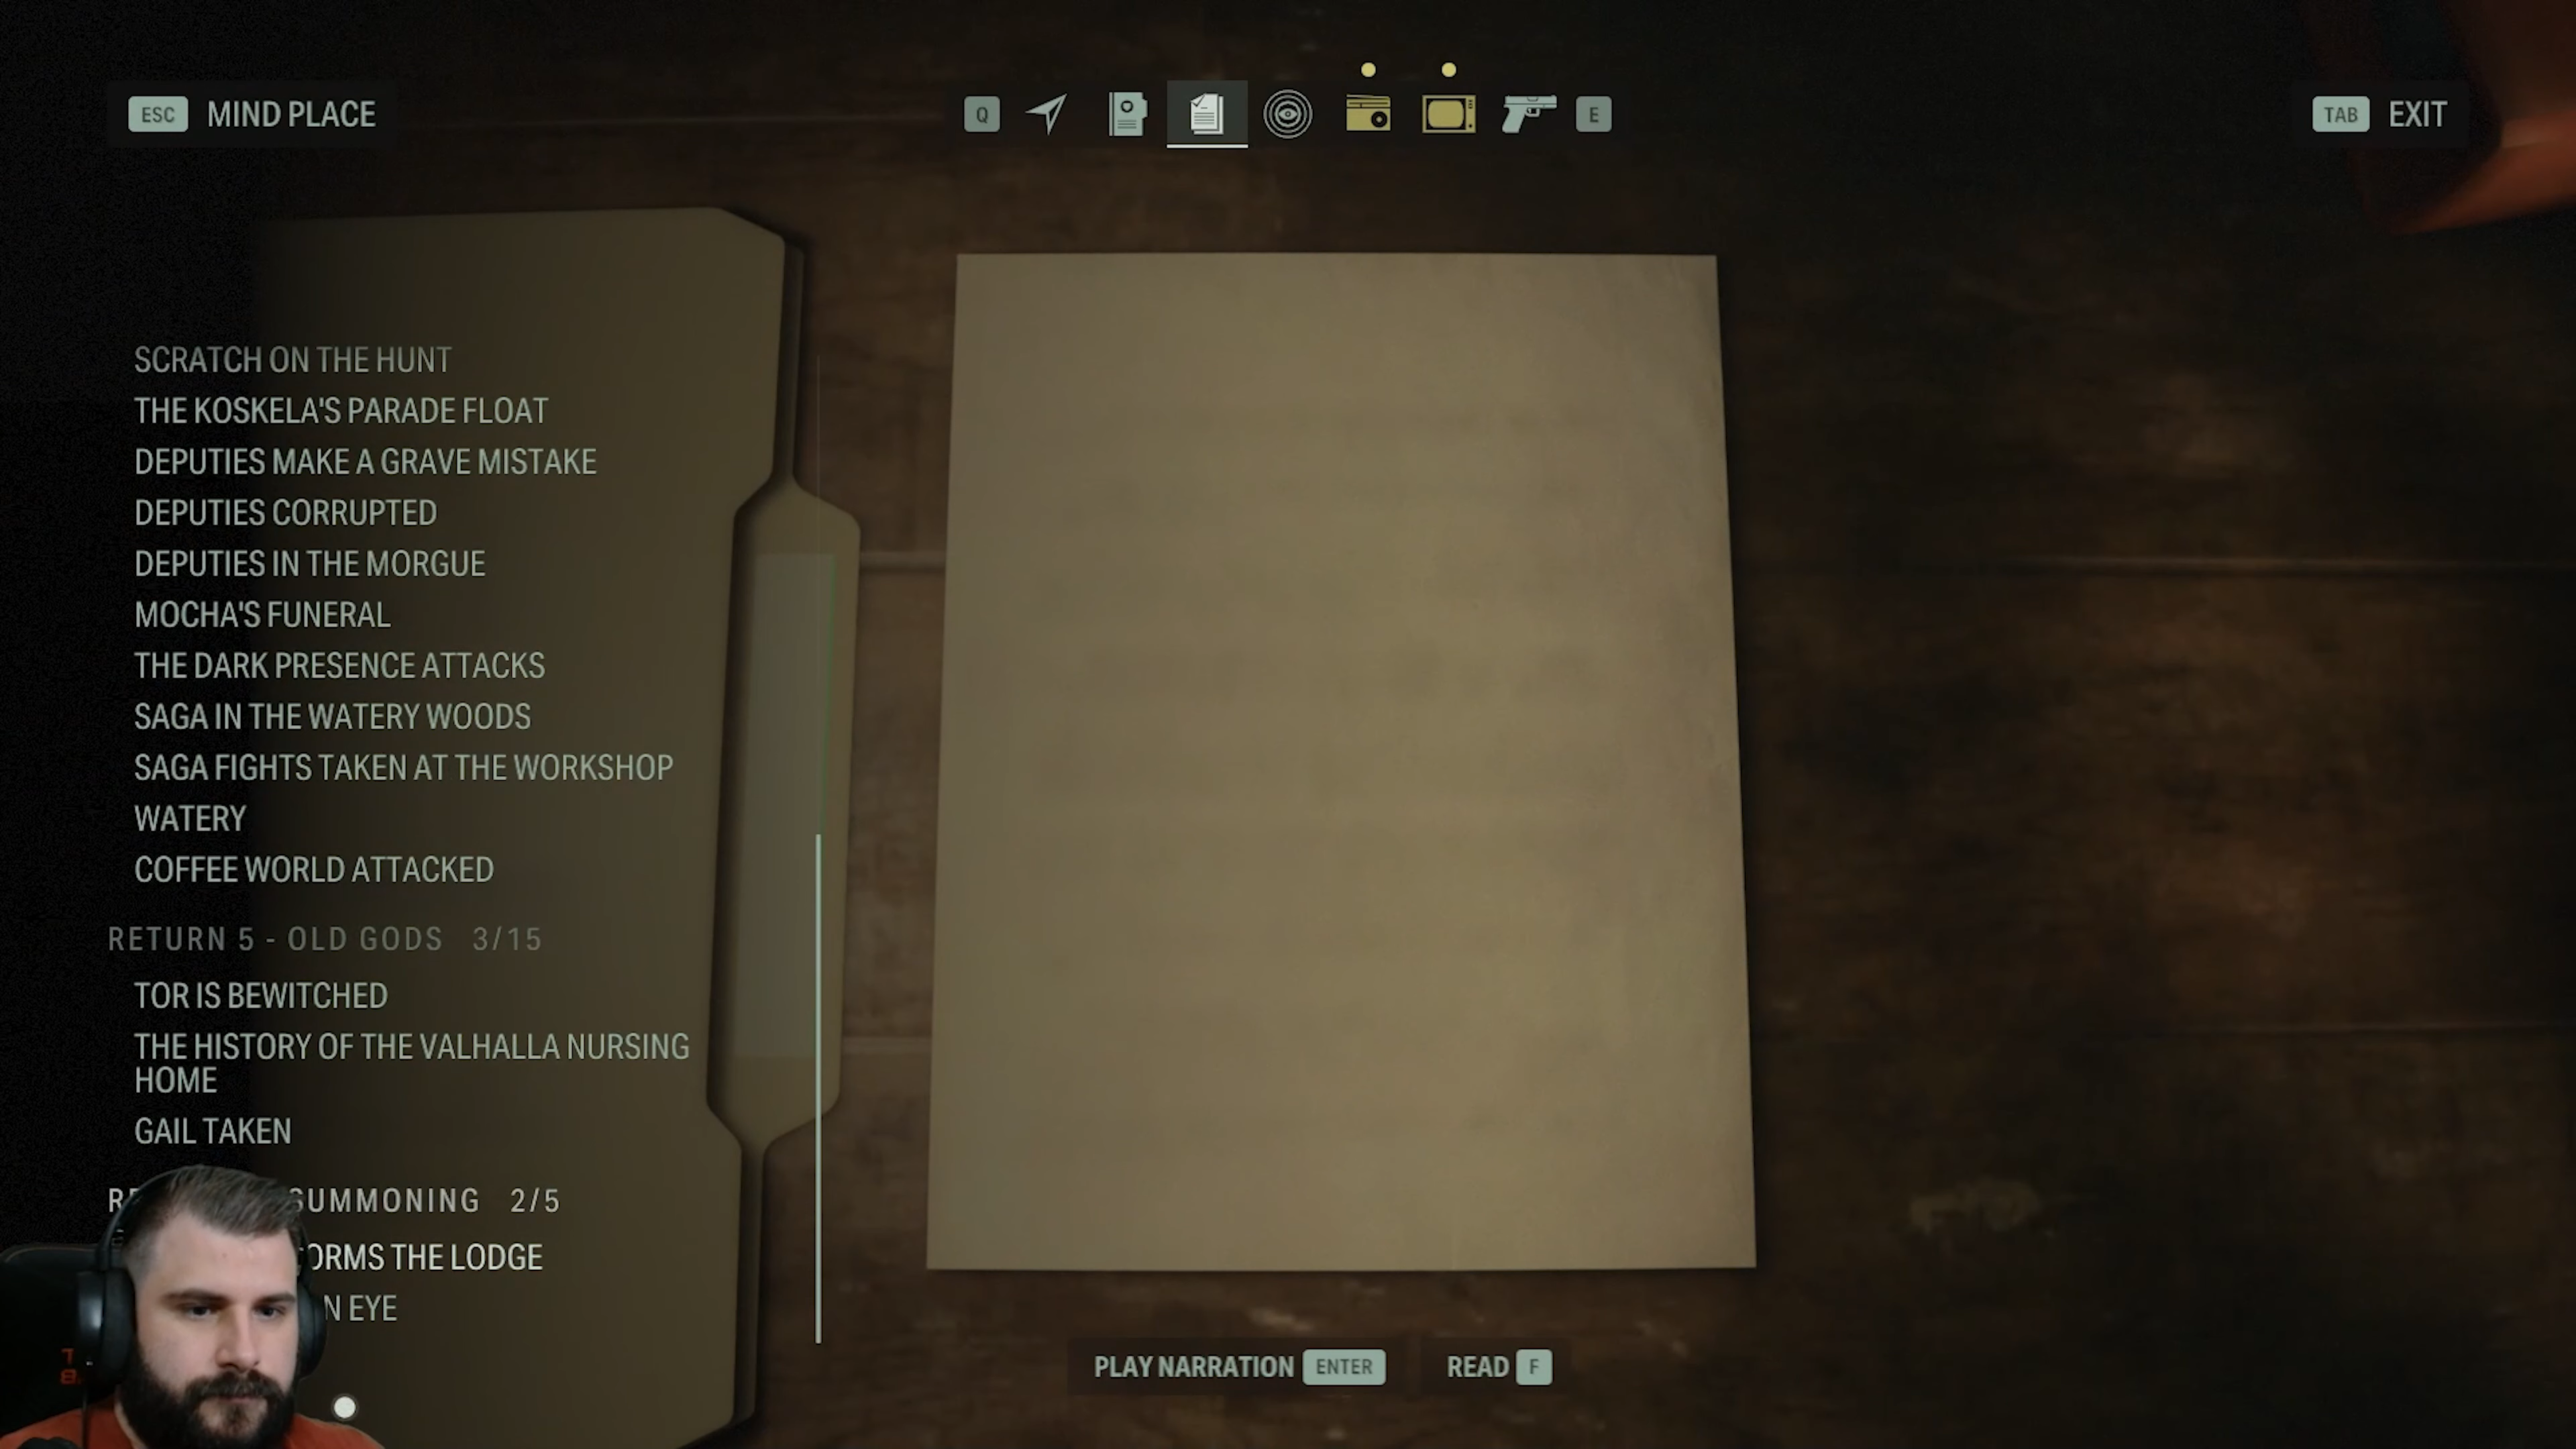 ESC MIND PLACE
Q
E
TAB EXIT
SCRATCH ON THE HUNT
THE KOSKELA'S PARADE FLOAT
DEPUTIES MAKE A GRAVE MISTAKE
DEPUTIES CORRUPTED
DEPUTIES IN THE MORGUE
MOCHA'S FUNERAL
THE DARK PRESENCE ATTACKS
SAGA IN THE WATERY WOODS
SAGA FIGHTS TAKEN AT THE WORKSHOP
WATERY
COFFEE WORLD ATTACKED
RETURN 5 - OLD GODS 3/15
TOR IS BEWITCHED
THE HISTORY OF THE VALHALLA NURSING
HOME
GAIL TAKEN
SUMMONING 2/5
THE LODGE
EYE
PLAY NARRATION ENTER
READ F